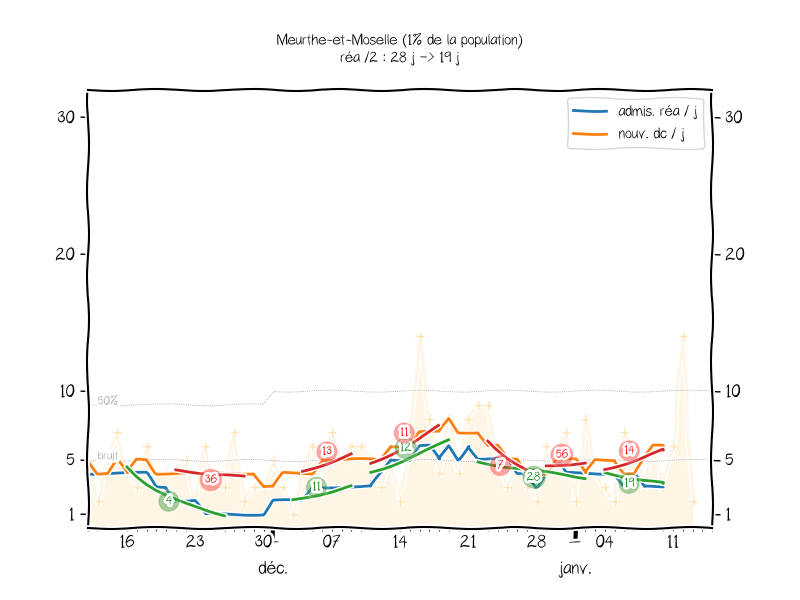 Meurthe-et-Moselle (1% de la population)
réa /2 : 28 j -> 19 j
admis. réa / j
nouv. dc / j
30 30
20 20
10 10
50%
5 5
bruit
1 1
4 36 11 13 12 11 7 28 56 19 14
16 23 30 07 14 21 28 04 11
déc. janv.